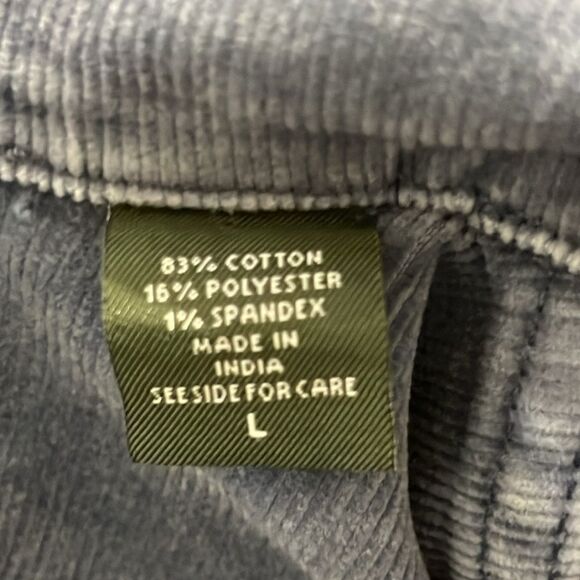 83% COTTON
16% POLYESTER
1% SPANDEX
MADE IN
INDIA
SEE SIDE FOR CARE
L